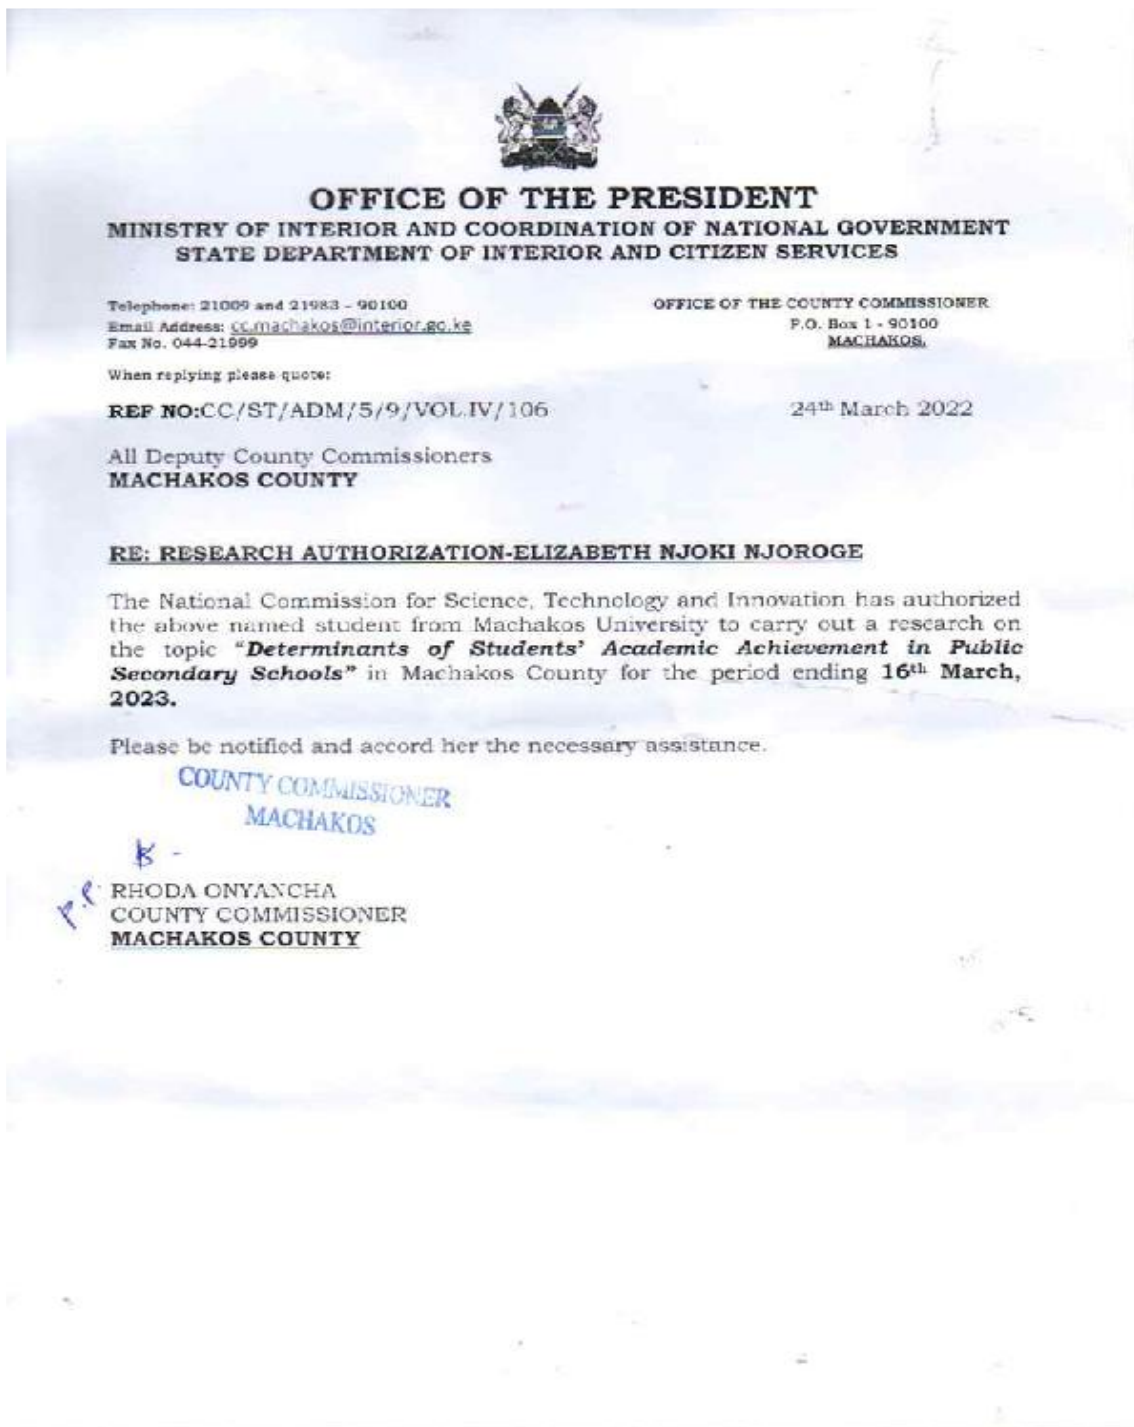 OFFICE OF THE PRESIDENT
MINISTRY OF INTERIOR AND COORDINATION OF NATIONAL GOVERNMENT
STATE DEPARTMENT OF INTERIOR AND CITIZEN SERVICES
Telephone: 21009 and 21983 - 90100
Email Address: cc.machakos@interior.go.ke
Fax No. 044-21999
OFFICE OF THE COUNTY COMMISSIONER
P.O. Box 1 - 90100
MACHAKOS.
When replying please quote:
REF NO:CC/ST/ADM/5/9/VOL.IV/106
24th March 2022
All Deputy County Commissioners
MACHAKOS COUNTY
RE: RESEARCH AUTHORIZATION-ELIZABETH NJOKI NJOROGE
The National Commission for Science, Technology and Innovation has authorized
the above named student from Machakos University to carry out a research on
the topic "Determinants of Students' Academic Achievement in Public
Secondary Schools" in Machakos County for the period ending 16th March,
2023.
Please be notified and accord her the necessary assistance.
COUNTY COMMISSIONER
MACHAKOS
P.P.
RHODA ONYANCHA
COUNTY COMMISSIONER
MACHAKOS COUNTY